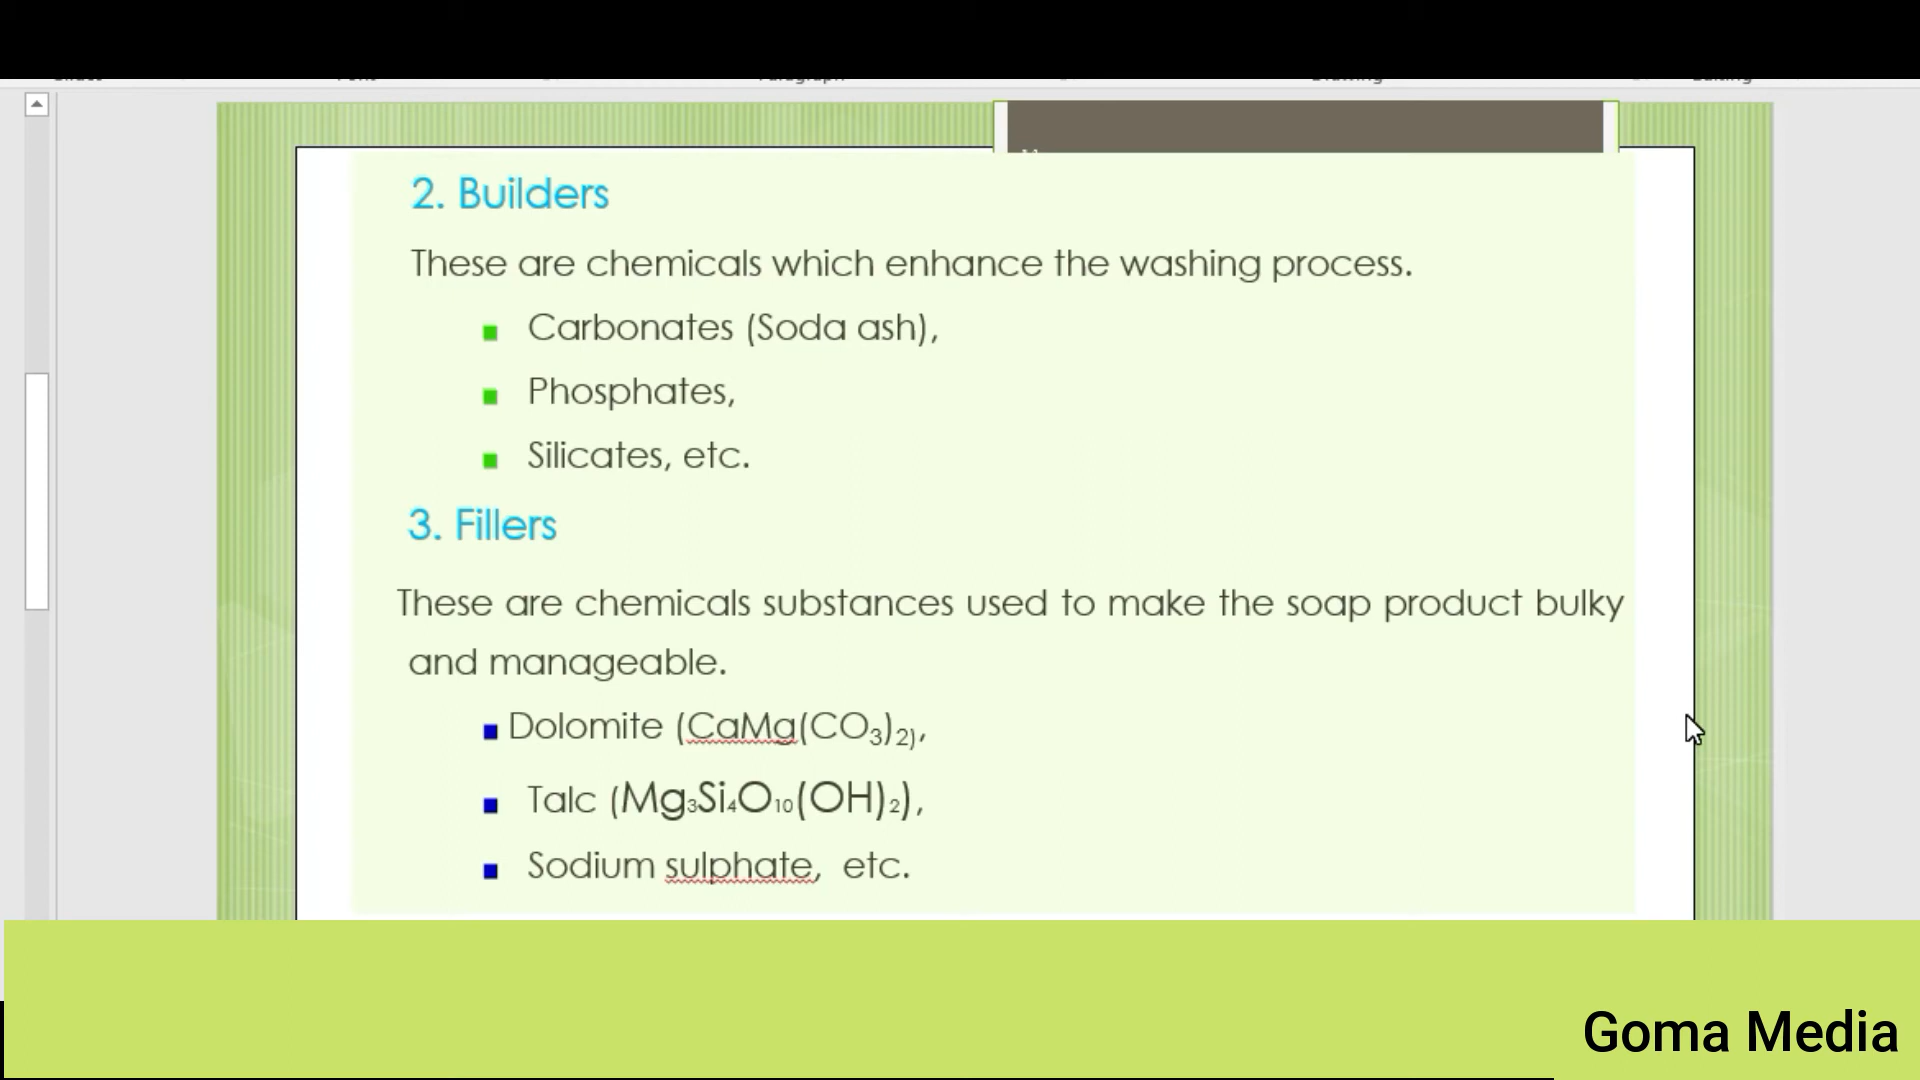 2. Builders
These are chemicals which enhance the washing process.
Carbonates (Soda ash),
Phosphates,
Silicates, etc.
3. Fillers
These are chemicals substances used to make the soap product bulky
and manageable.
Dolomite (CaMg(CO₃)₂₎,
Talc (Mg₃Si₄O₁₀(OH)₂),
Sodium sulphate, etc.
Goma Media